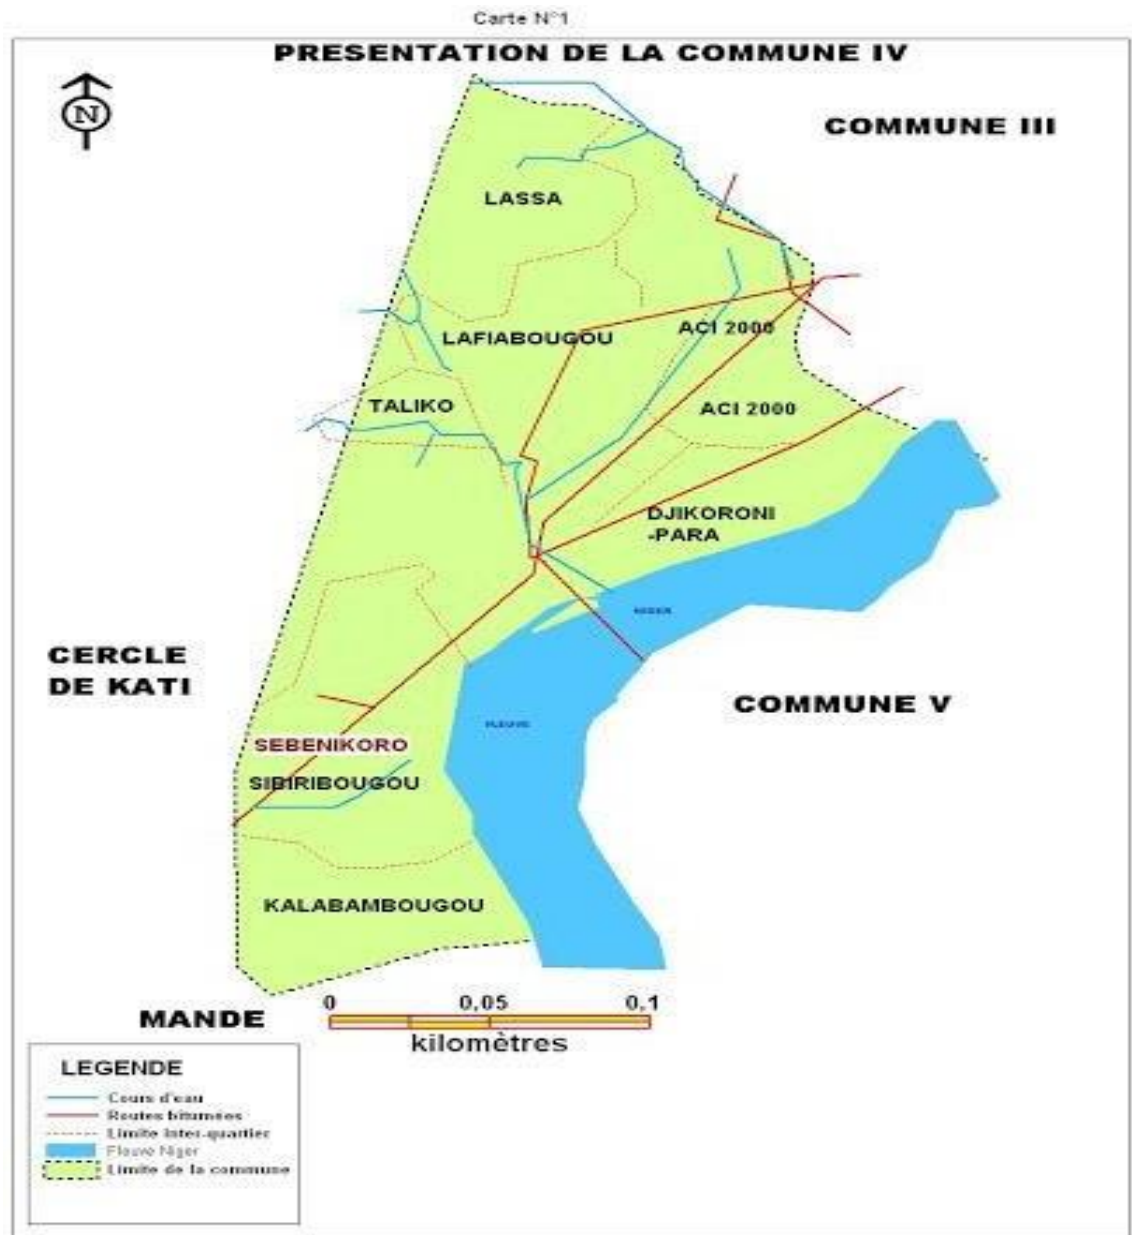 Carte N°1
PRESENTATION DE LA COMMUNE IV
N
COMMUNE III
LASSA
LAFIABOUGOU
ACI 2000
TALIKO
ACI 2000
DJIKORONI
-PARA
NIGER
CERCLE
DE KATI
COMMUNE V
FLEUVE
SEBENIKORO
SIBIRIBOUGOU
KALABAMBOUGOU
MANDE
0 0,05 0,1
kilomètres
LEGENDE
Cours d'eau
Routes bitumées
Limite Inter-quartier
Fleuve Niger
Limite de la commune